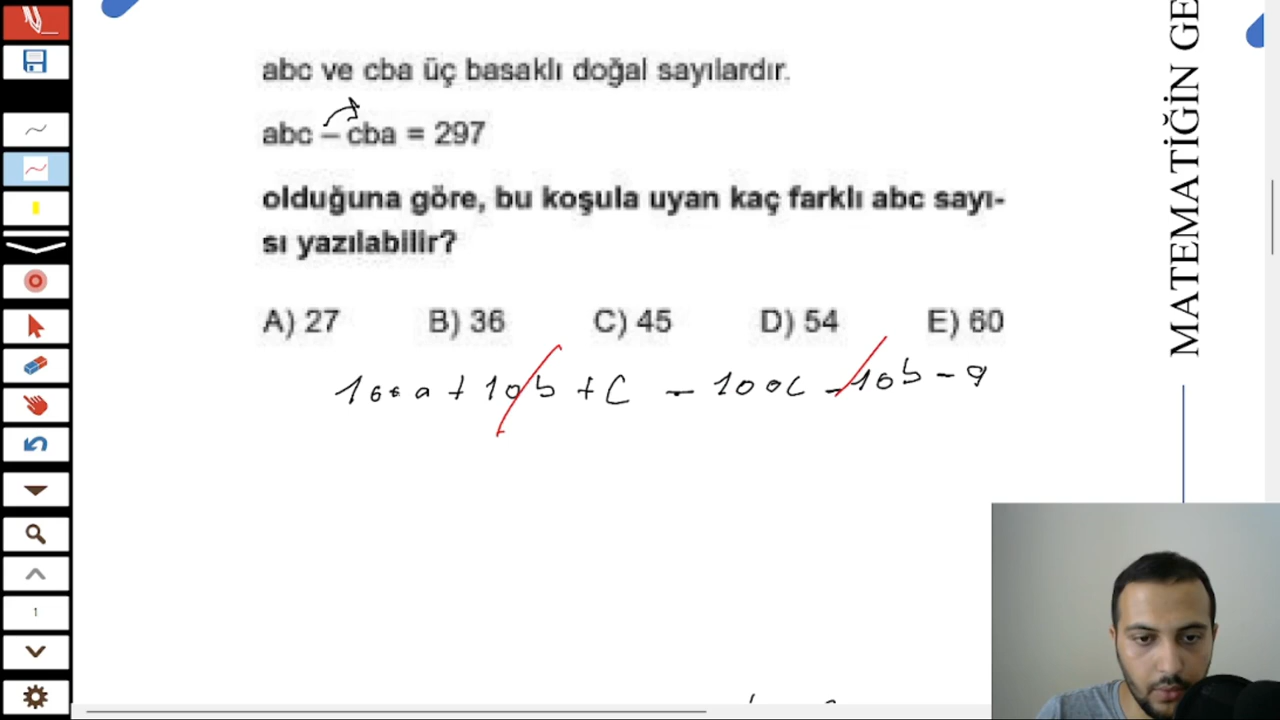 abc ve cba üç basaklı doğal sayılardır.
abc – cba = 297
olduğuna göre, bu koşula uyan kaç farklı abc sayı-
sı yazılabilir?
A) 27 B) 36 C) 45 D) 54 E) 60
100a + 10b + C - 100C - 10b - a
MATEMATİĞİN GE
1